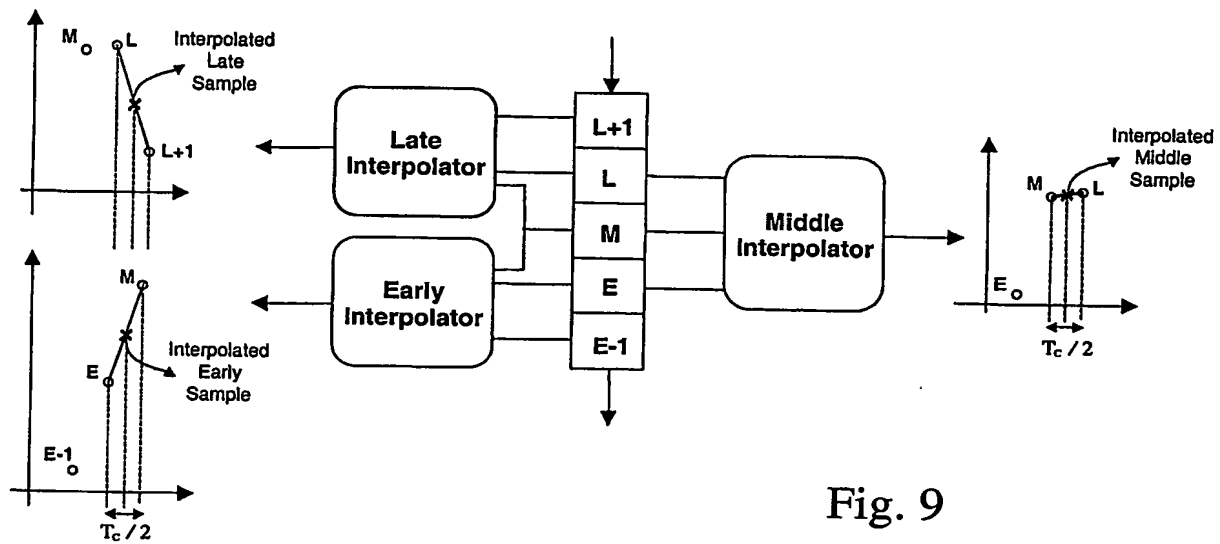 M
L
Interpolated
Late
Sample
L+1
Late
Interpolator
L+1
L
M
E
E-1
Middle
Interpolator
Interpolated
Middle
Sample
M
L
E
Tc / 2
Early
Interpolator
M
E
Interpolated
Early
Sample
E-1
Tc / 2
Fig. 9